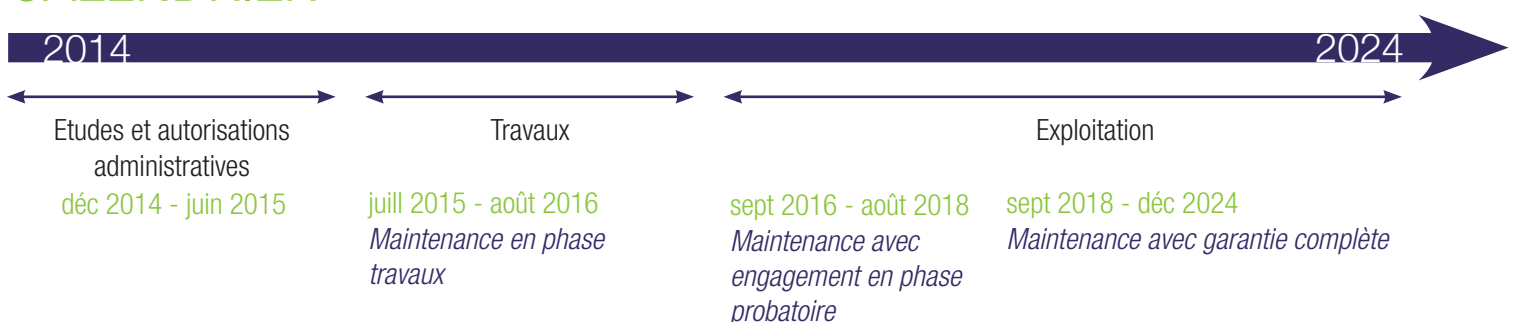 2014 2024
Etudes et autorisations
administratives
déc 2014 - juin 2015
Travaux
juill 2015 - août 2016
Maintenance en phase
travaux
Exploitation
sept 2016 - août 2018
Maintenance avec
engagement en phase
probatoire
sept 2018 - déc 2024
Maintenance avec garantie complète